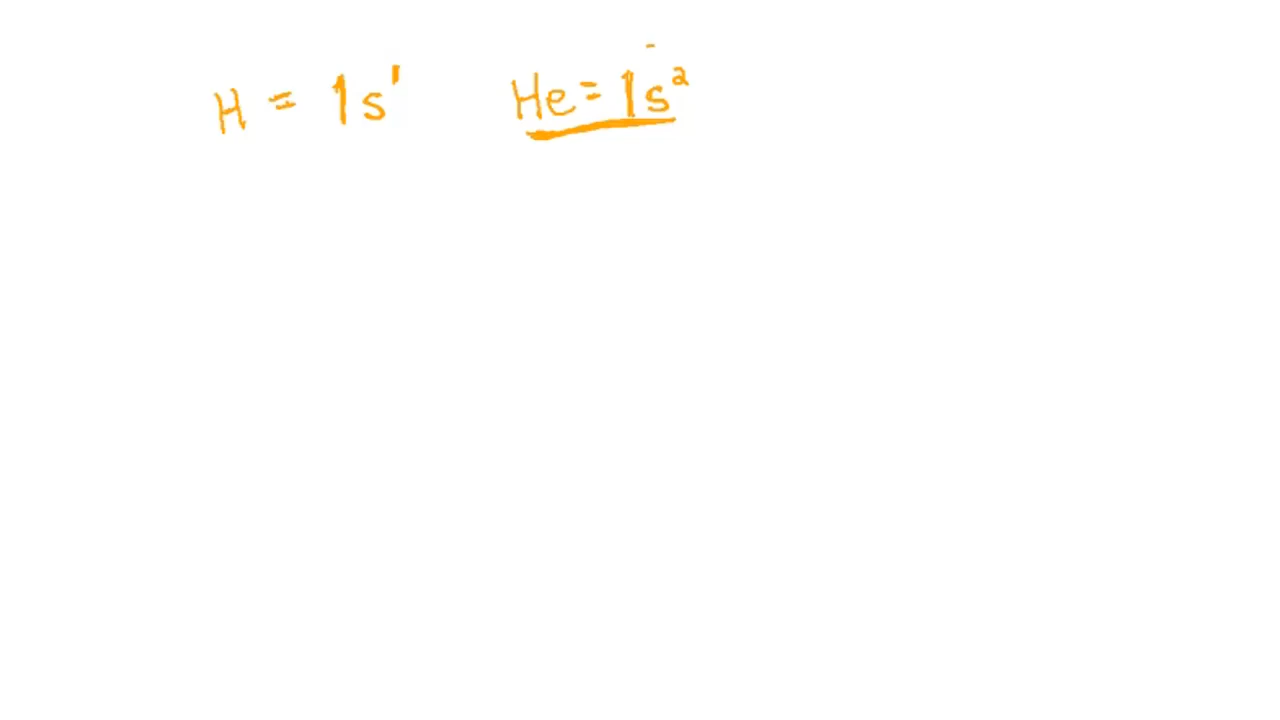 H = 1s¹ He = 1s²